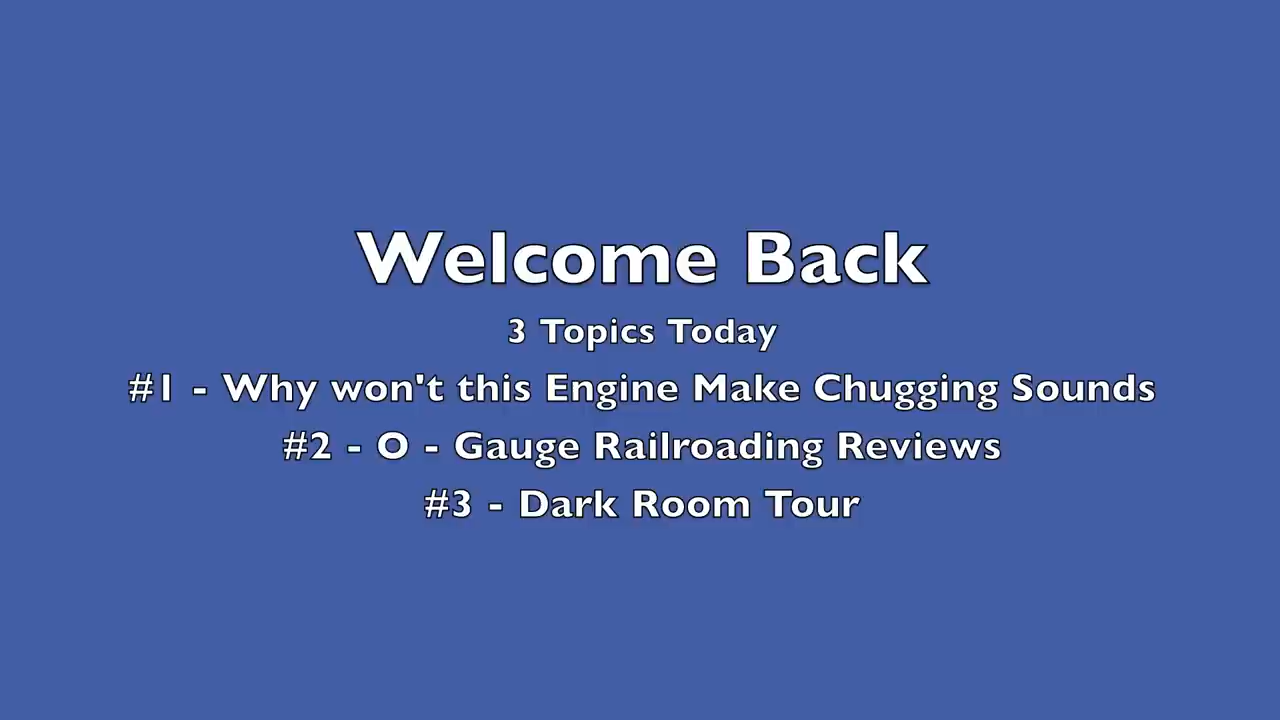 Welcome Back
3 Topics Today
#1 - Why won't this Engine Make Chugging Sounds
#2 - O - Gauge Railroading Reviews
#3 - Dark Room Tour